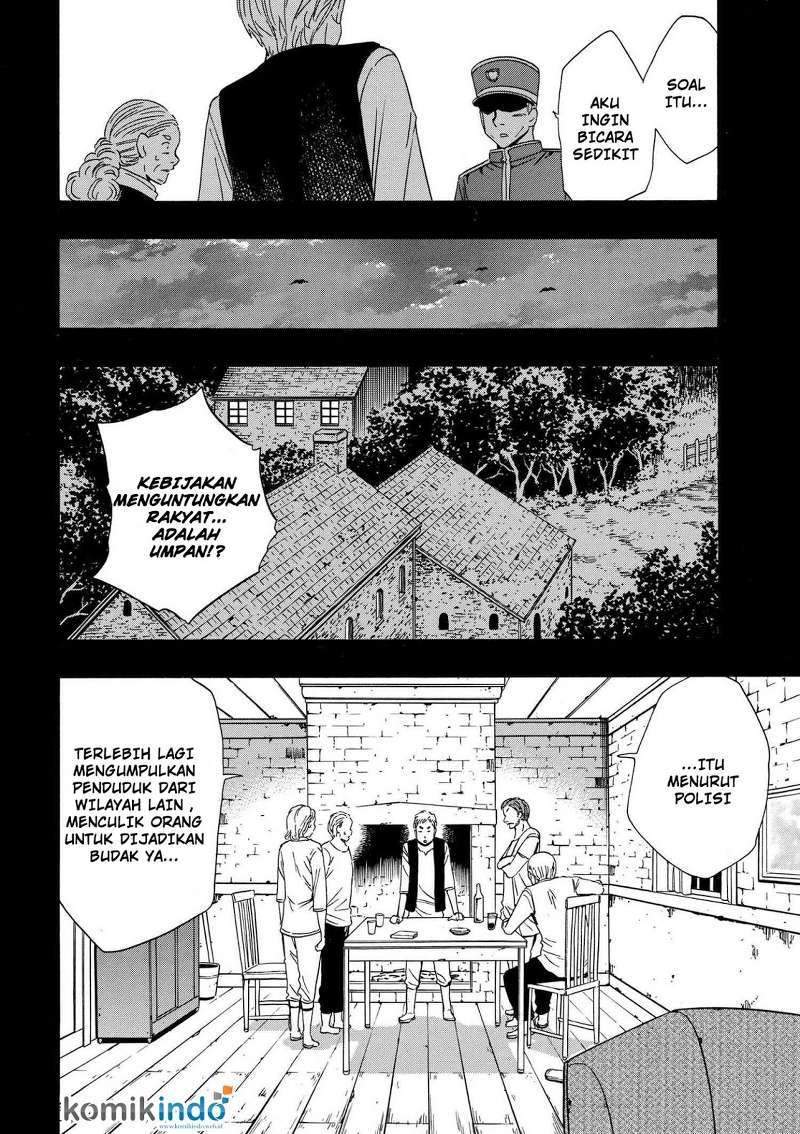 SOAL
ITU...
AKU
INGIN
BICARA
SEDIKIT
KEBIJAKAN
MENGUNTUNGKAN
RAKYAT...
ADALAH
UMPAN!?
...ITU
MENURUT
POLISI
TERLEBIH LAGI
MENGUMPULKAN
PENDUDUK DARI
WILAYAH LAIN ,
MENCULIK ORANG
UNTUK DIJADIKAN
BUDAK YA...
komikindo